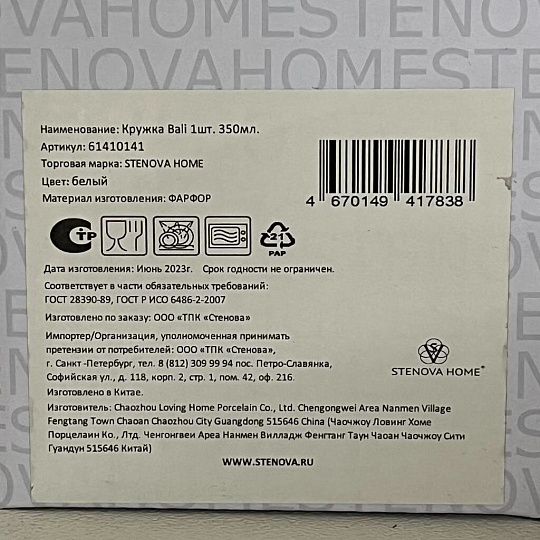 VAHOMESTENO
ENOVAHOMESTE
Наименование: Кружка Bali 1шт. 350мл.
Артикул: 61410141
Торговая марка: STENOVA HOME
Цвет: белый
Материал изготовления: ФАРФОР
4 670149 417838
СТР
21
PAP
Дата изготовления: Июнь 2023г. Срок годности не ограничен.
Соответствует в части обязательных требований:
ГОСТ 28390-89, ГОСТ Р ИСО 6486-2-2007
Изготовлено по заказу: ООО «ТПК «Стенова»
Импортер/Организация, уполномоченная принимать
претензии от потребителей: ООО «ТПК «Стенова»,
г. Санкт -Петербург, тел. 8 (812) 309 99 94 пос. Петро-Славянка,
Софийская ул., д. 118, корп. 2, стр. 1, пом. 42, оф. 216.
STENOVA HOME
Изготовлено в Китае.
Изготовитель: Chaozhou Loving Home Porcelain Co., Ltd. Chengongwei Area Nanmen Village
Fengtang Town Chaoan Chaozhou City Guangdong 515646 China (Чаочжоу Ловинг Хоме
Порцелаин Ко., Лтд. Ченгонгвеи Ареа Нанмен Вилладж Фенгтанг Таун Чаоан Чаочжоу Сити
Гуандун 515646 Китай)
WWW.STENOVA.RU